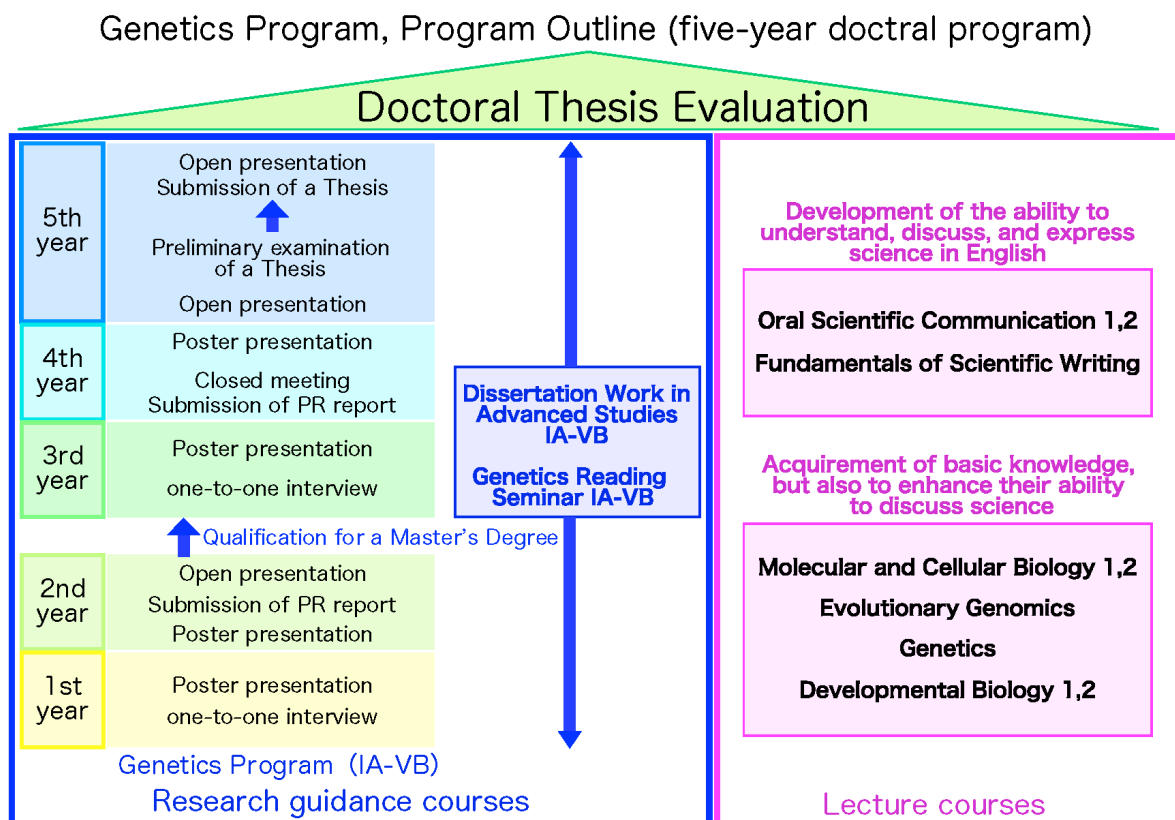 Genetics Program, Program Outline (five-year doctral program)
Doctoral Thesis Evaluation
5th
year
Open presentation
Submission of a Thesis
Preliminary examination
of a Thesis
Open presentation
4th
year
Poster presentation
Closed meeting
Submission of PR report
3rd
year
Poster presentation
one-to-one interview
Qualification for a Master's Degree
2nd
year
Open presentation
Submission of PR report
Poster presentation
1st
year
Poster presentation
one-to-one interview
Genetics Program (IA-VB)
Research guidance courses
Dissertation Work in
Advanced Studies
IA-VB
Genetics Reading
Seminar IA-VB
Development of the ability to
understand, discuss, and express
science in English
Oral Scientific Communication 1,2
Fundamentals of Scientific Writing
Acquirement of basic knowledge,
but also to enhance their ability
to discuss science
Molecular and Cellular Biology 1,2
Evolutionary Genomics
Genetics
Developmental Biology 1,2
Lecture courses